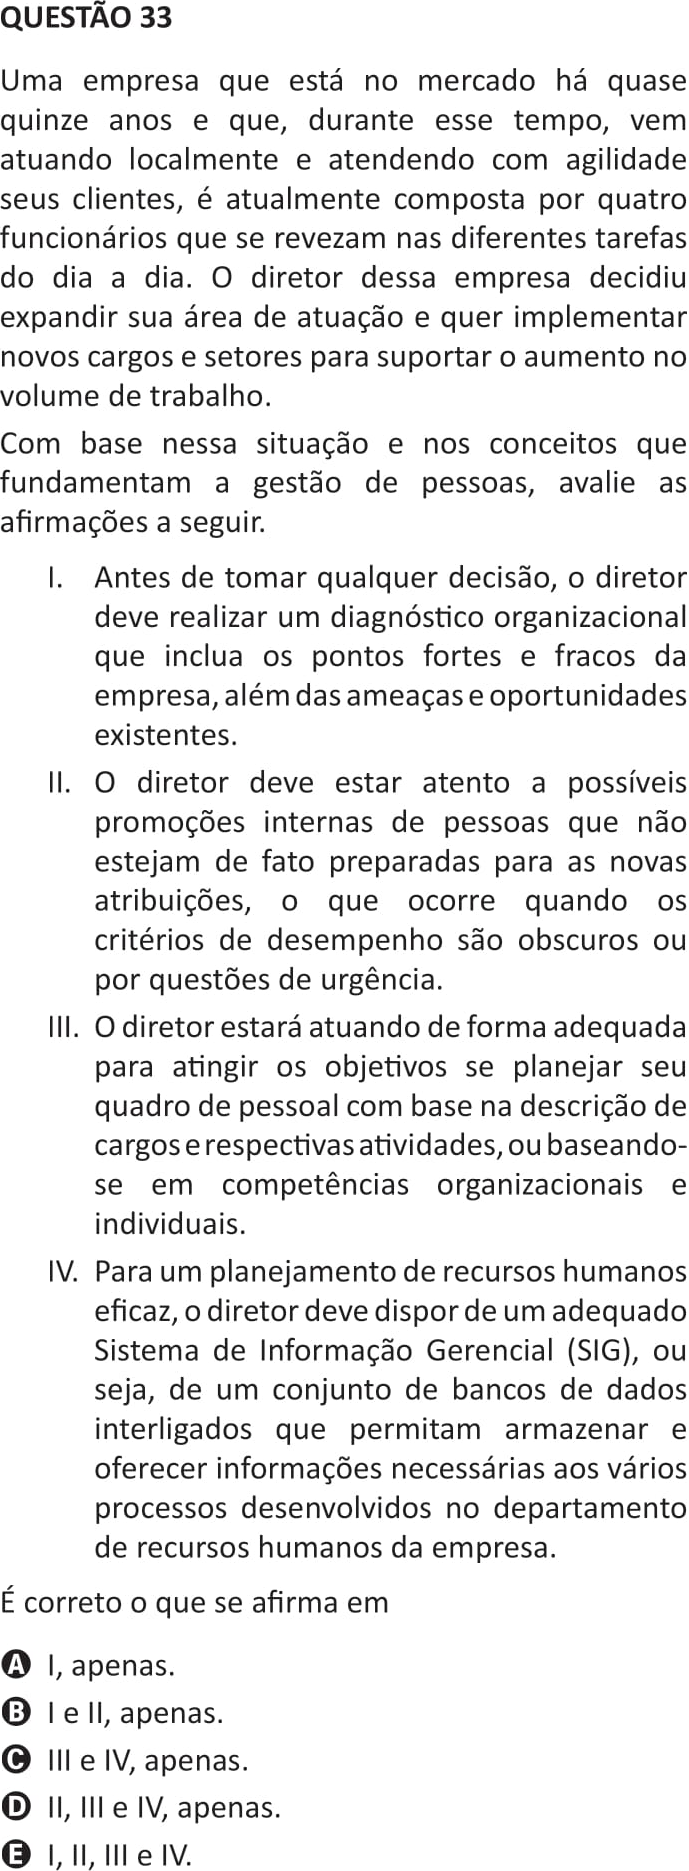 QUESTÃO 33
Uma empresa que está no mercado há quase
quinze anos e que, durante esse tempo, vem
atuando localmente e atendendo com agilidade
seus clientes, é atualmente composta por quatro
funcionários que se revezam nas diferentes tarefas
do dia a dia. O diretor dessa empresa decidiu
expandir sua área de atuação e quer implementar
novos cargos e setores para suportar o aumento no
volume de trabalho.
Com base nessa situação e nos conceitos que
fundamentam a gestão de pessoas, avalie as
afirmações a seguir.
I. Antes de tomar qualquer decisão, o diretor
deve realizar um diagnóstico organizacional
que inclua os pontos fortes e fracos da
empresa, além das ameaças e oportunidades
existentes.
II. O diretor deve estar atento a possíveis
promoções internas de pessoas que não
estejam de fato preparadas para as novas
atribuições, o que ocorre quando os
critérios de desempenho são obscuros ou
por questões de urgência.
III. O diretor estará atuando de forma adequada
para atingir os objetivos se planejar seu
quadro de pessoal com base na descrição de
cargos e respectivas atividades, ou baseando-
se em competências organizacionais e
individuais.
IV. Para um planejamento de recursos humanos
eficaz, o diretor deve dispor de um adequado
Sistema de Informação Gerencial (SIG), ou
seja, de um conjunto de bancos de dados
interligados que permitam armazenar e
oferecer informações necessárias aos vários
processos desenvolvidos no departamento
de recursos humanos da empresa.
É correto o que se afirma em
A I, apenas.
B I e II, apenas.
C III e IV, apenas.
D II, III e IV, apenas.
E I, II, III e IV.